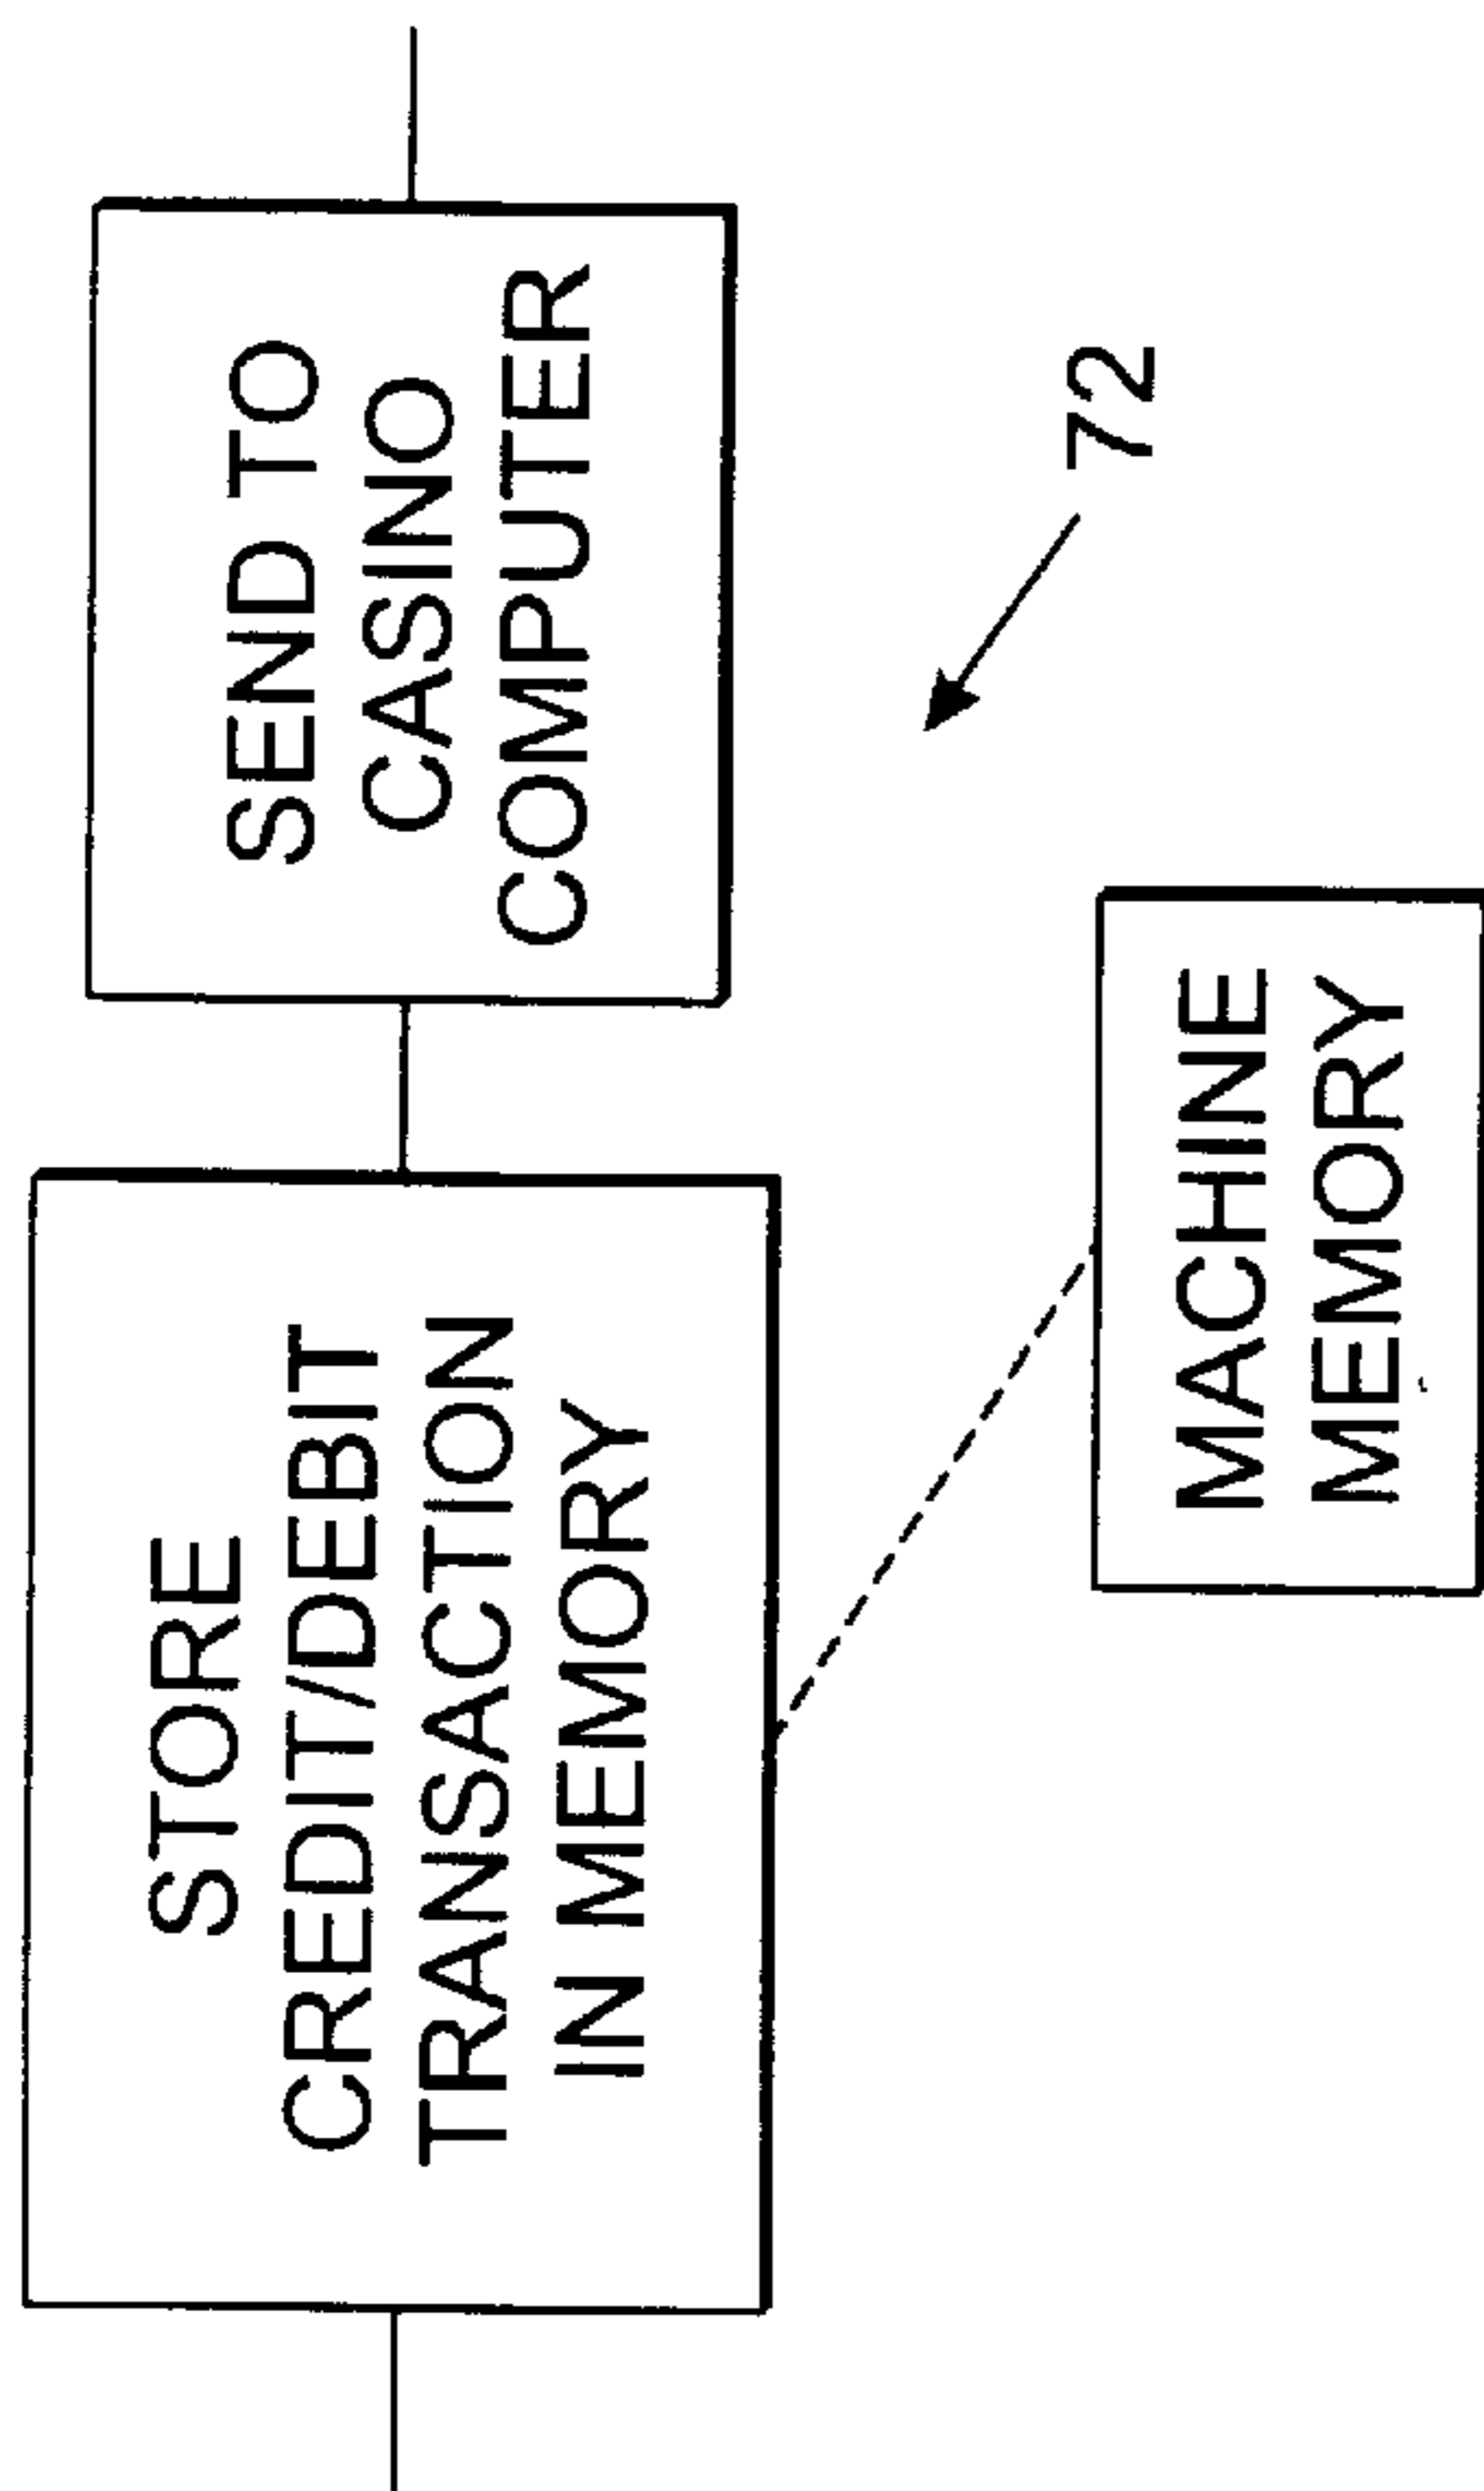 STORE
CREDIT/DEBIT
TRANSACTION
IN MEMORY
SEND TO
CASINO
COMPUTER
72
MACHINE
MEMORY